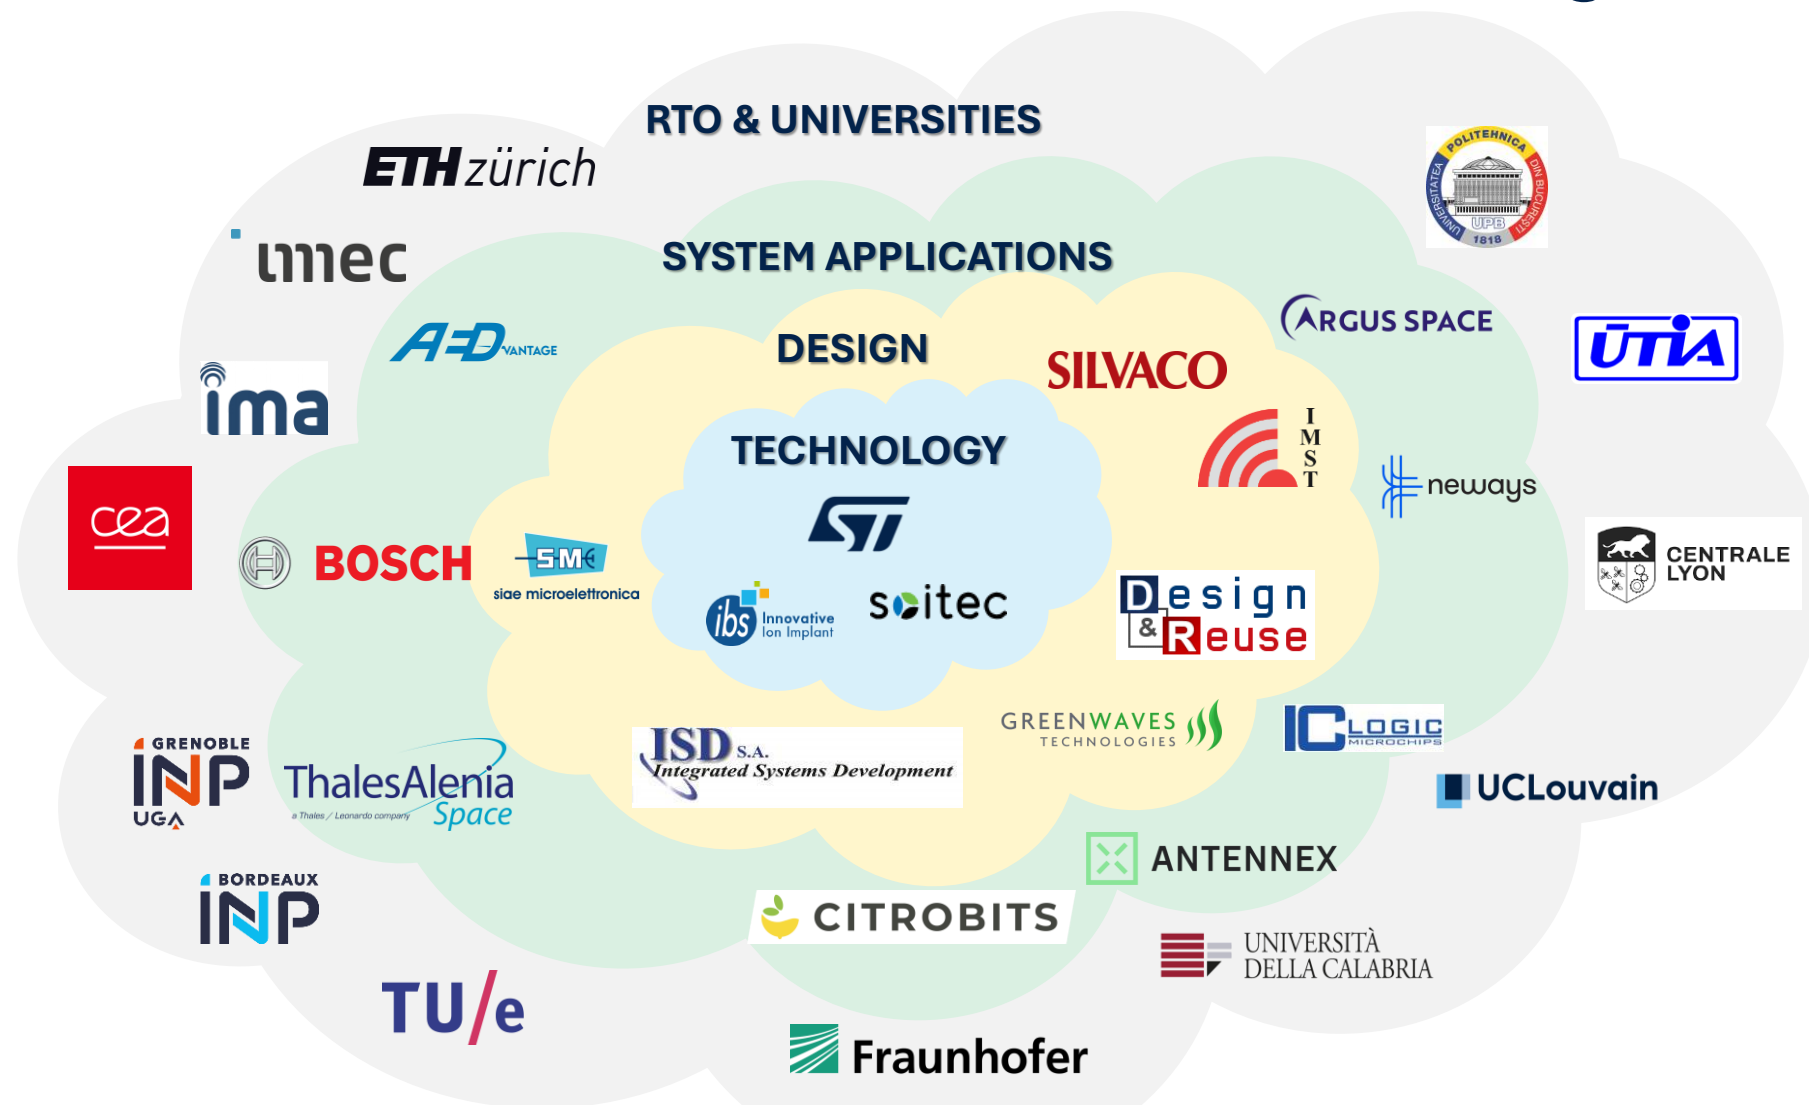 RTO & UNIVERSITIES
ETH zürich
UNIVERSITATEA POLITEHNICA DIN BUCUREȘTI
UPB
1818
imec
SYSTEM APPLICATIONS
ARGUS SPACE
ŪTIA
AED VANTAGE
DESIGN
SILVACO
ima
IMST
TECHNOLOGY
neways
cea
ST
CENTRALE
LYON
BOSCH
SME
siae microelettronica
ibs Innovative
Ion Implant
soitec
Design
& Reuse
GREENWAVES
TECHNOLOGIES
IC LOGIC
MICROCHIPS
ISD S.A.
Integrated Systems Development
GRENOBLE
INP
UGA
ThalesAlenia
a Thales / Leonardo company Space
UCLouvain
ANTENNEX
BORDEAUX
INP
CITROBITS
UNIVERSITÀ
DELLA CALABRIA
TU/e
Fraunhofer